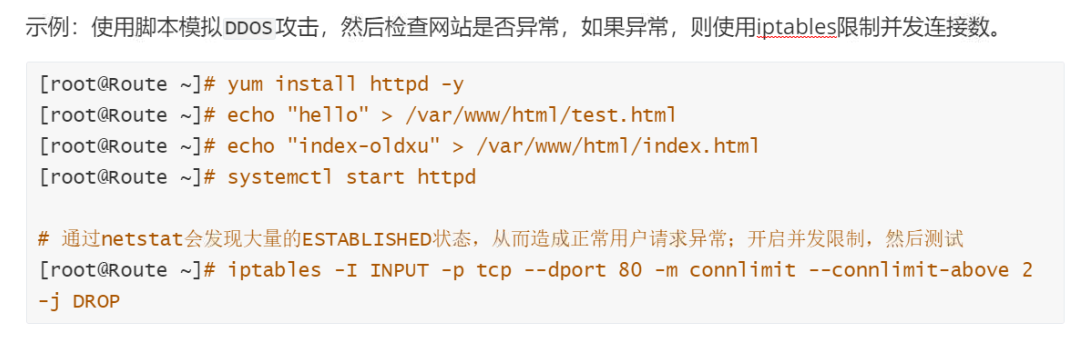 示例：使用脚本模拟DDOS攻击，然后检查网站是否异常，如果异常，则使用iptables限制并发连接数。
[root@Route ~]# yum install httpd -y
[root@Route ~]# echo "hello" > /var/www/html/test.html
[root@Route ~]# echo "index-oldxu" > /var/www/html/index.html
[root@Route ~]# systemctl start httpd
# 通过netstat会发现大量的ESTABLISHED状态，从而造成正常用户请求异常；开启并发限制，然后测试
[root@Route ~]# iptables -I INPUT -p tcp --dport 80 -m connlimit --connlimit-above 2
-j DROP